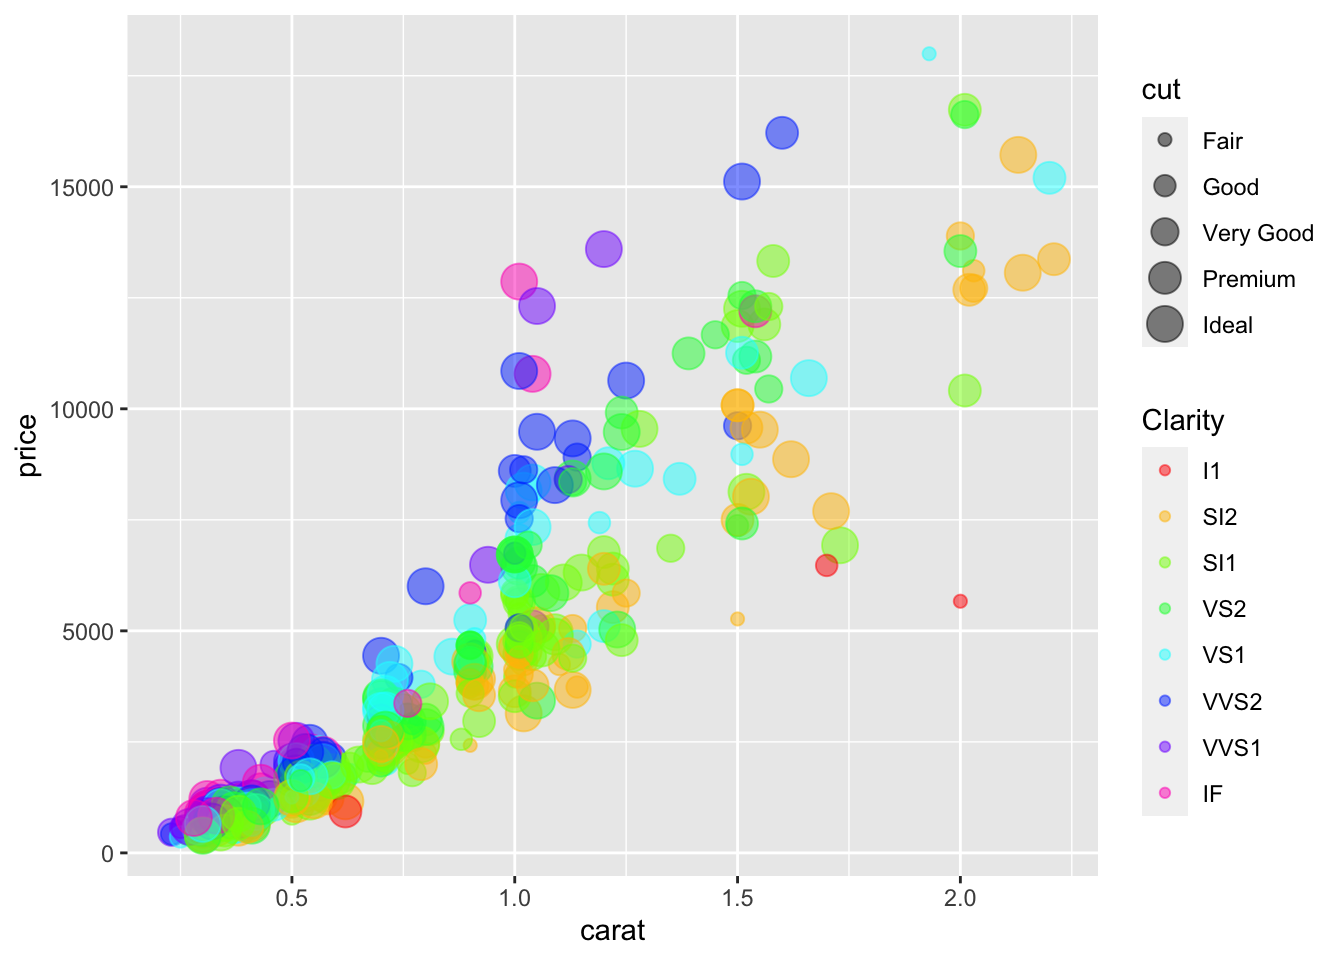 price
15000
10000
5000
0
0.5 1.0 1.5 2.0
carat
cut
Fair
Good
Very Good
Premium
Ideal
Clarity
I1
SI2
SI1
VS2
VS1
VVS2
VVS1
IF